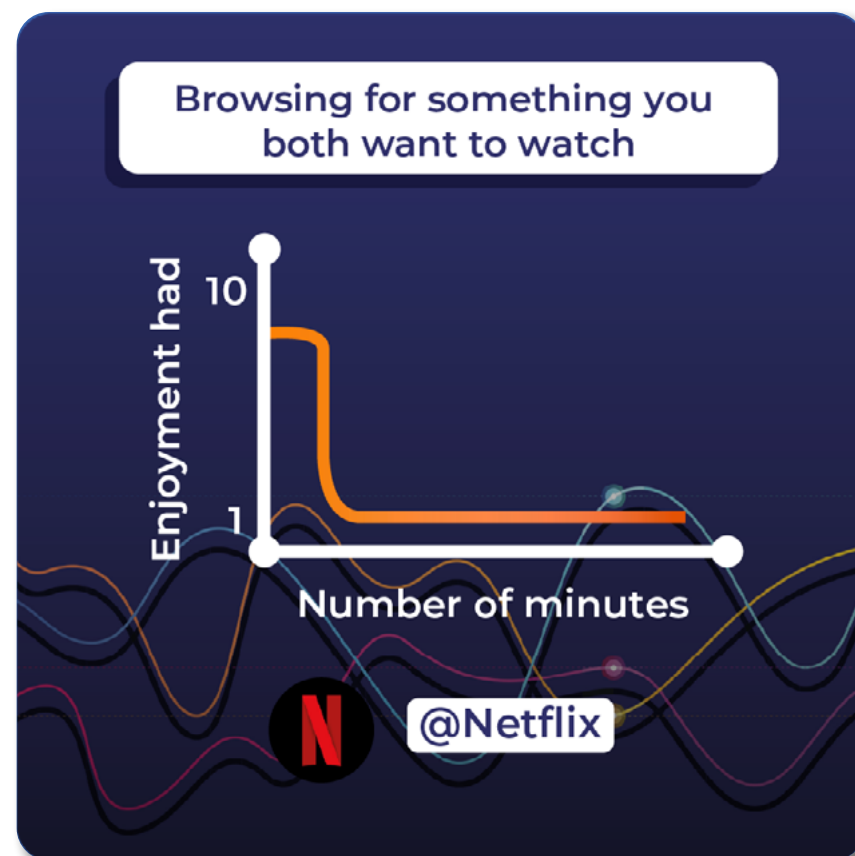 Browsing for something you
both want to watch
Enjoyment had
10
1
Number of minutes
N
@Netflix